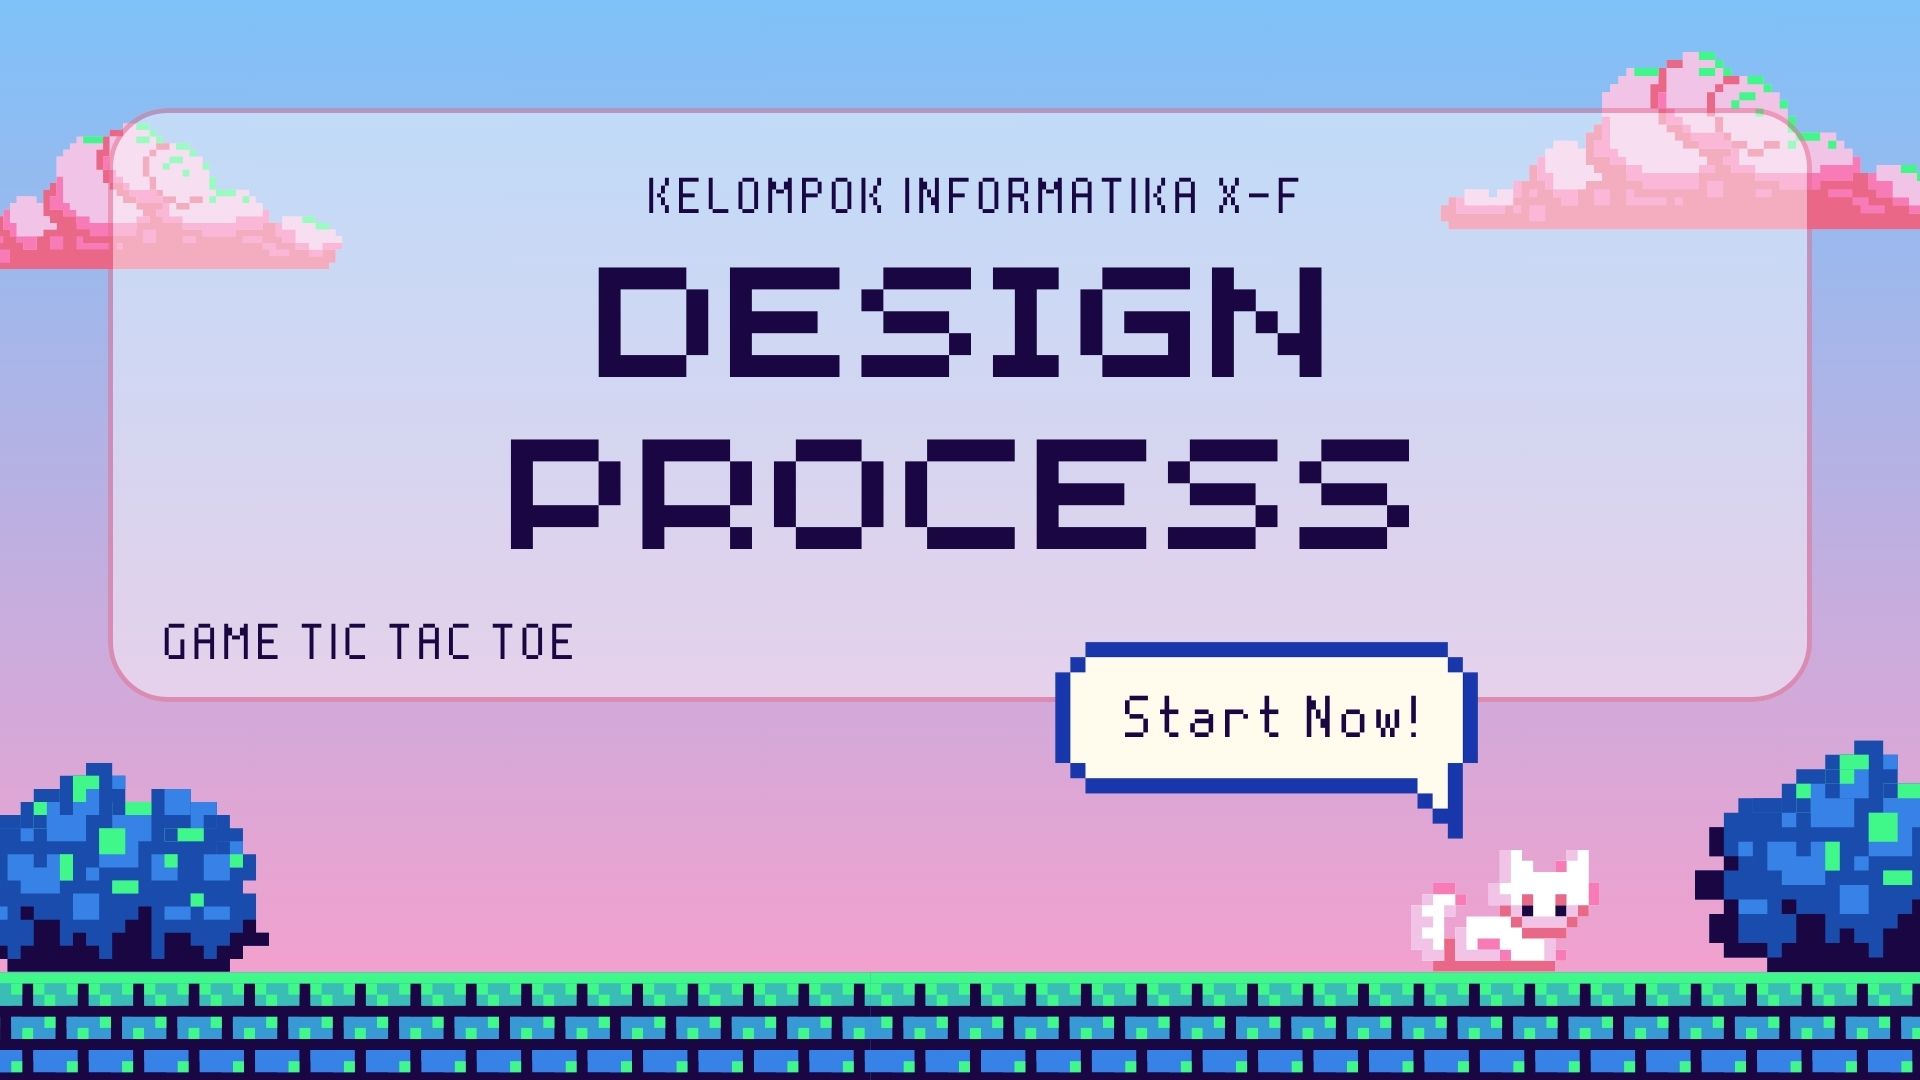 KELOMPOK INFORMATIKA X-F
DESIGN
PROCESS
GAME TIC TAC TOE
Start Now!